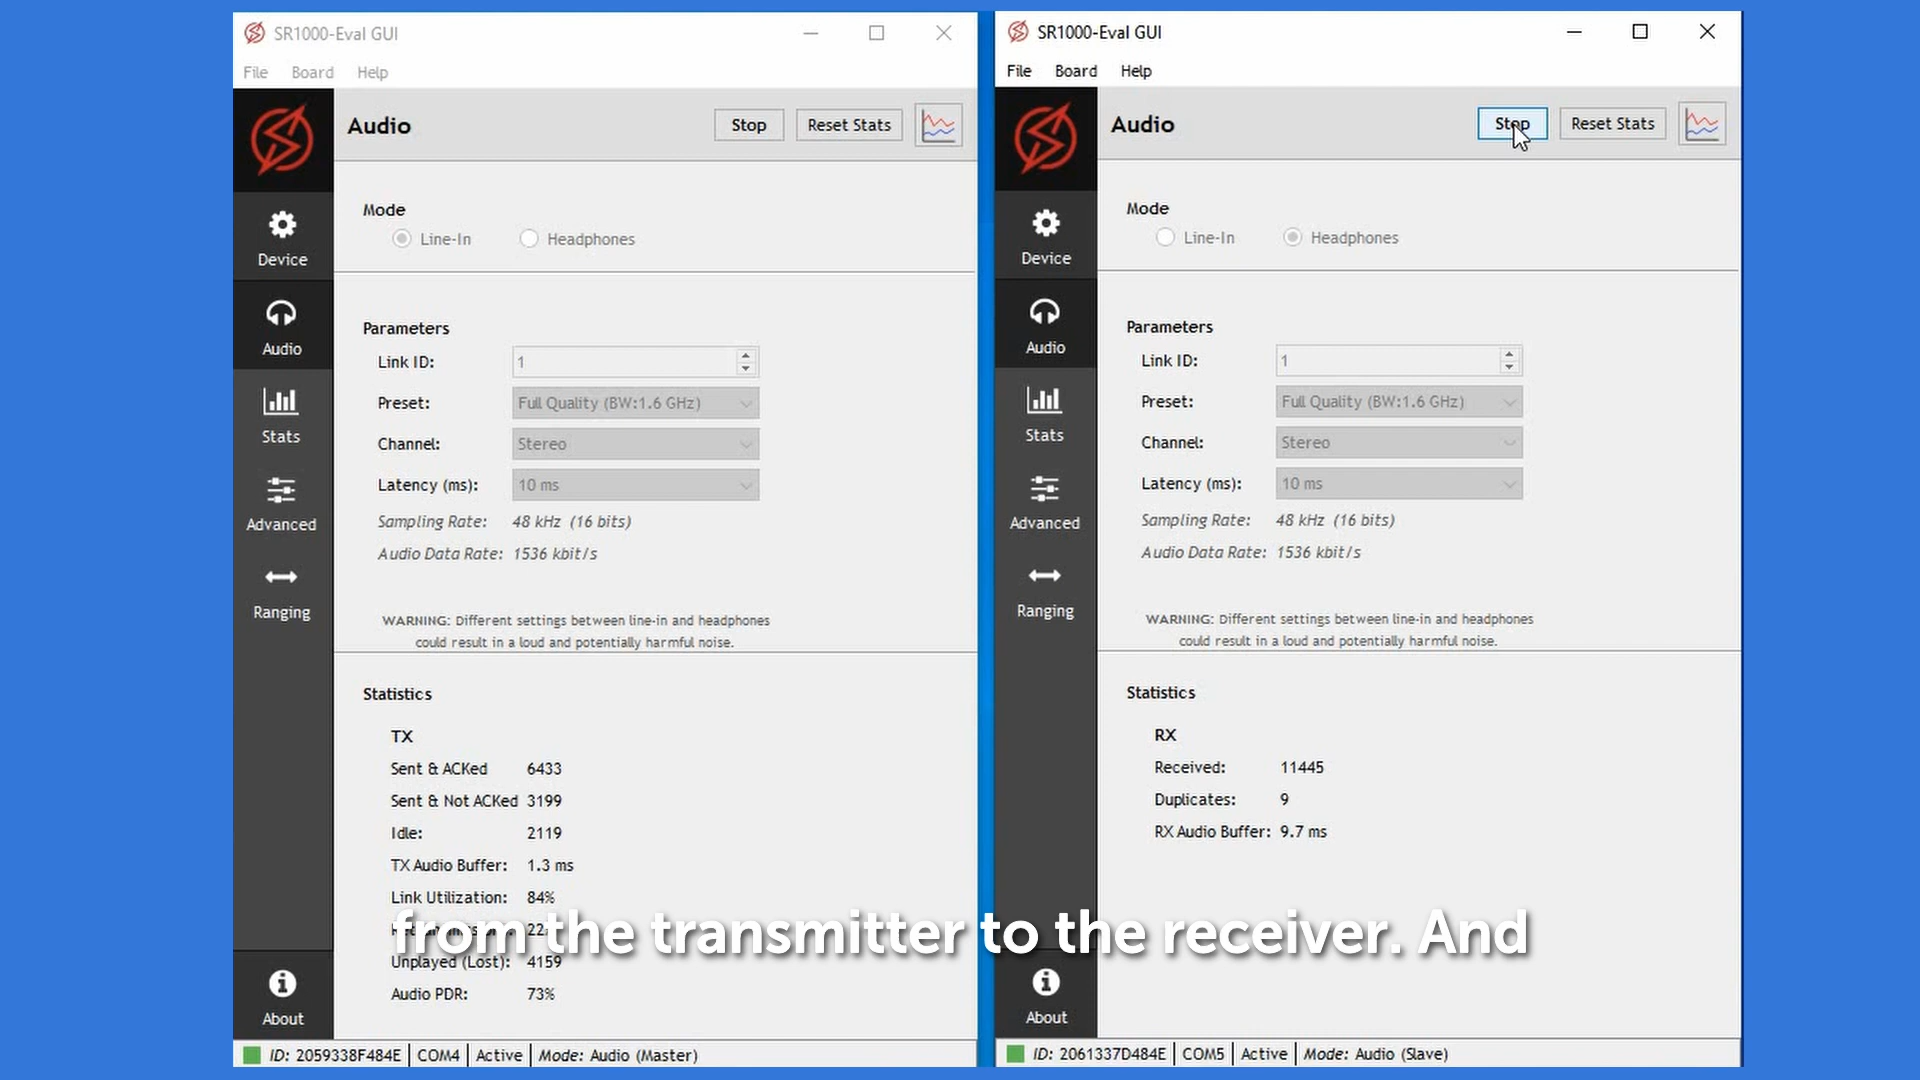 SR1000-Eval GUI
File Board Help
Audio
Stop
Reset Stats
Device
Audio
Stats
Advanced
Ranging
About
Mode
Line-In
Headphones
Parameters
Link ID: 1
Preset: Full Quality (BW:1.6 GHz)
Channel: Stereo
Latency (ms): 10 ms
Sampling Rate: 48 kHz (16 bits)
Audio Data Rate: 1536 kbit/s
WARNING: Different settings between line-in and headphones
could result in a loud and potentially harmful noise.
Statistics
TX
Sent & ACKed 6433
Sent & Not ACKed 3199
Idle: 2119
TX Audio Buffer: 1.3 ms
Link Utilization: 84%
Unplayed (Lost): 4159
Audio PDR: 73%
ID: 2059338F484E COM4 Active Mode: Audio (Master)
SR1000-Eval GUI
File Board Help
Audio
Stop
Reset Stats
Device
Audio
Stats
Advanced
Ranging
About
Mode
Line-In
Headphones
Parameters
Link ID: 1
Preset: Full Quality (BW:1.6 GHz)
Channel: Stereo
Latency (ms): 10 ms
Sampling Rate: 48 kHz (16 bits)
Audio Data Rate: 1536 kbit/s
WARNING: Different settings between line-in and headphones
could result in a loud and potentially harmful noise.
Statistics
RX
Received: 11445
Duplicates: 9
RX Audio Buffer: 9.7 ms
ID: 2061337D484E COM5 Active Mode: Audio (Slave)
from the transmitter to the receiver. And